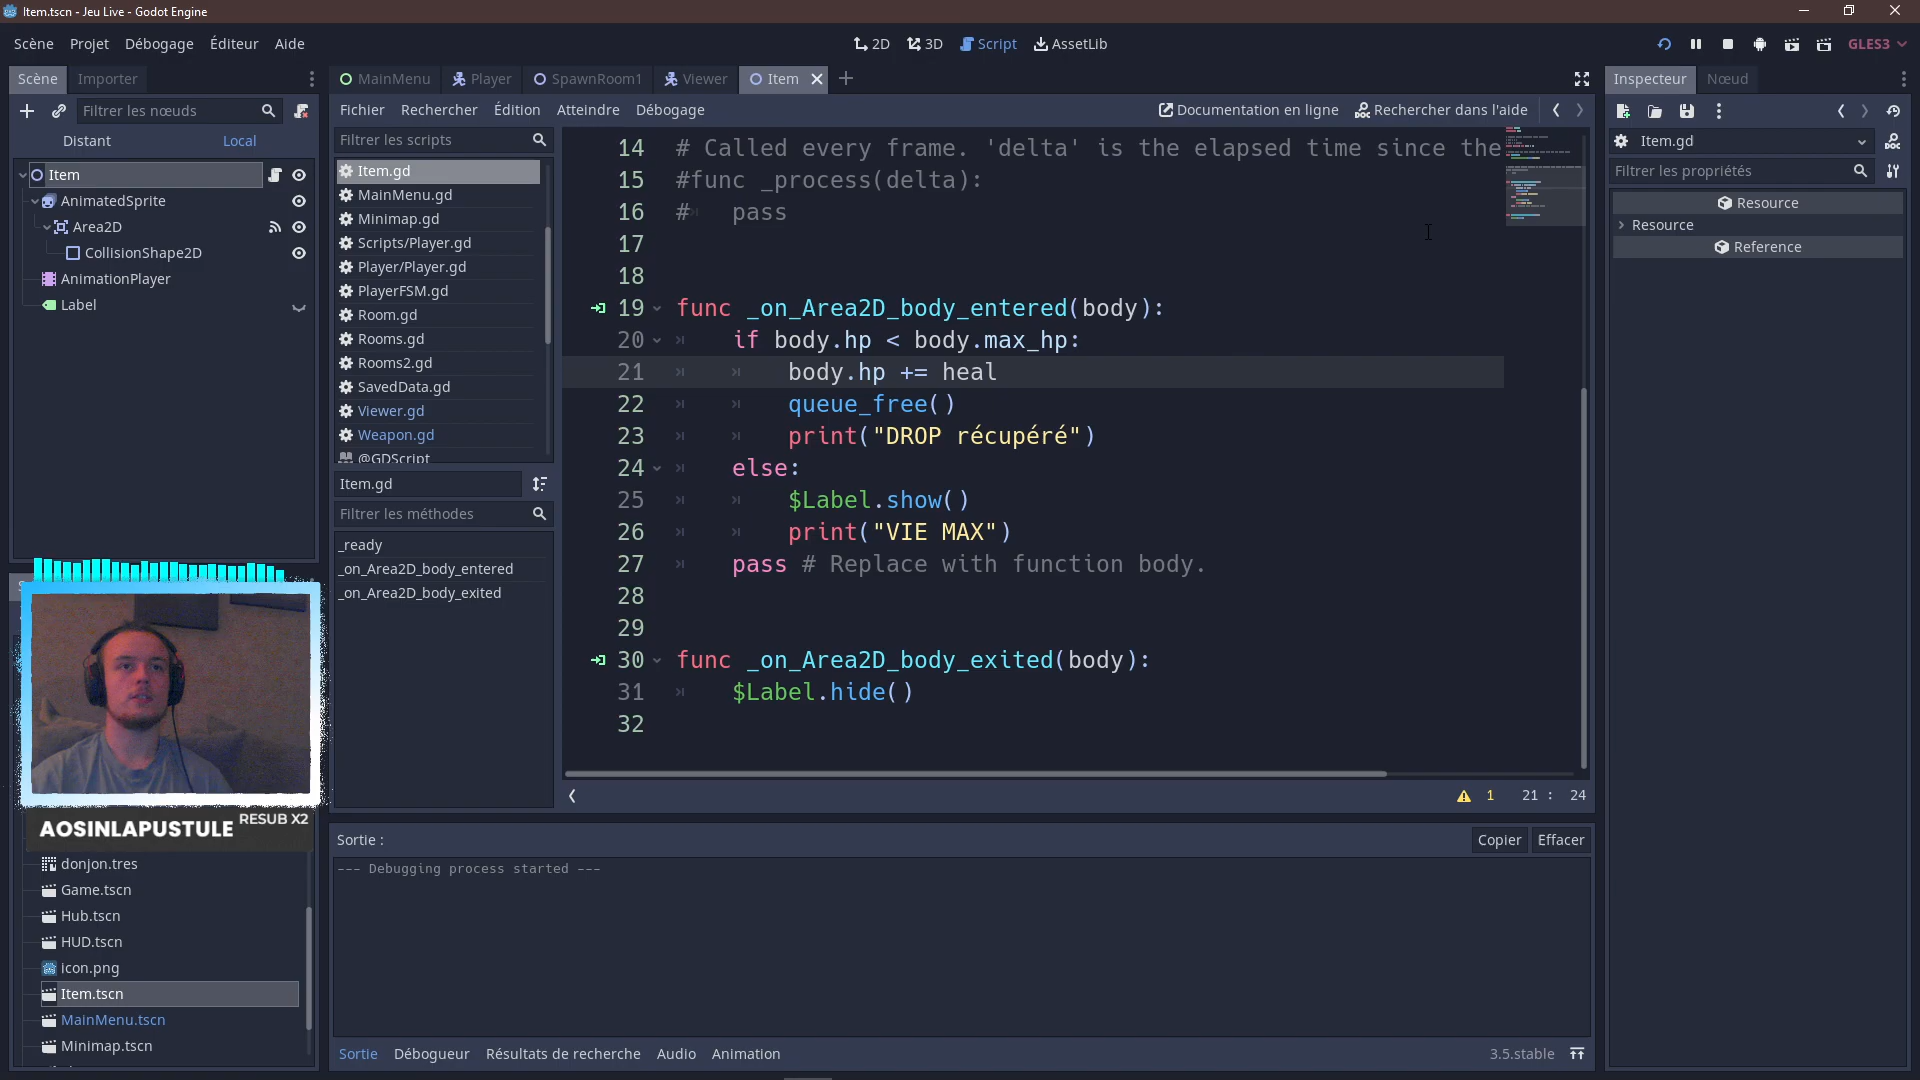 Item.tscn - Jeu Live - Godot Engine
Scène Projet Débogage Éditeur Aide
2D 3D Script AssetLib
GLES3
Scène Importer
Filtrer les nœuds
Distant Local
Item
AnimatedSprite
Area2D
CollisionShape2D
AnimationPlayer
Label
MainMenu Player SpawnRoom1 Viewer Item
Fichier Rechercher Édition Atteindre Débogage
Documentation en ligne Rechercher dans l'aide
Filtrer les scripts
Item.gd
MainMenu.gd
Minimap.gd
Scripts/Player.gd
Player/Player.gd
PlayerFSM.gd
Room.gd
Rooms.gd
Rooms2.gd
SavedData.gd
Viewer.gd
Weapon.gd
@GDScript
Item.gd
Filtrer les méthodes
_ready
_on_Area2D_body_entered
_on_Area2D_body_exited
14 # Called every frame. 'delta' is the elapsed time since the
15 #func _process(delta):
16 # pass
17
18
19 func _on_Area2D_body_entered(body):
20 if body.hp < body.max_hp:
21 body.hp += heal
22 queue_free()
23 print("DROP récupéré")
24 else:
25 $Label.show()
26 print("VIE MAX")
27 pass # Replace with function body.
28
29
30 func _on_Area2D_body_exited(body):
31 $Label.hide()
32
1 21 : 24
Sortie :
Copier Effacer
--- Debugging process started ---
Sortie Débogueur Résultats de recherche Audio Animation
3.5.stable
Inspecteur Nœud
Item.gd
Filtrer les propriétés
Resource
Resource
Reference
AOSINLAPUSTULE RESUB X2
donjon.tres
Game.tscn
Hub.tscn
HUD.tscn
icon.png
Item.tscn
MainMenu.tscn
Minimap.tscn